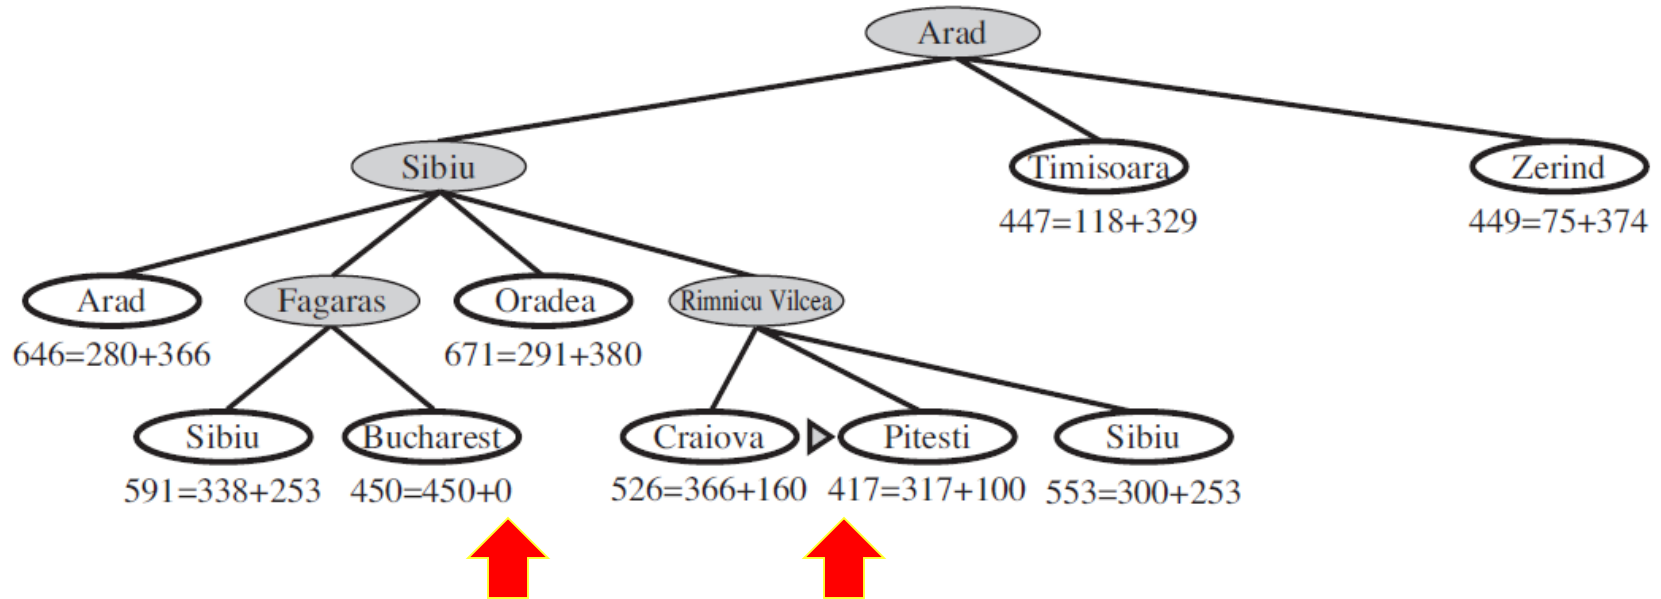 Arad
Sibiu
Timisoara
Zerind
447=118+329
449=75+374
Arad
Fagaras
Oradea
Rimnicu Vilcea
646=280+366
671=291+380
Sibiu
Bucharest
Craiova
Pitesti
Sibiu
591=338+253
450=450+0
526=366+160
417=317+100
553=300+253